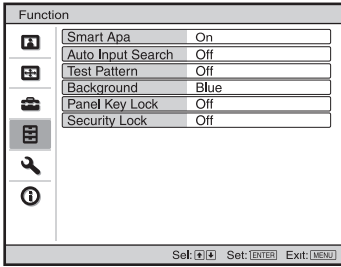 Function
Smart Apa On
Auto Input Search Off
Test Pattern Off
Background Blue
Panel Key Lock Off
Security Lock Off
Sel: Set: ENTER Exit: MENU